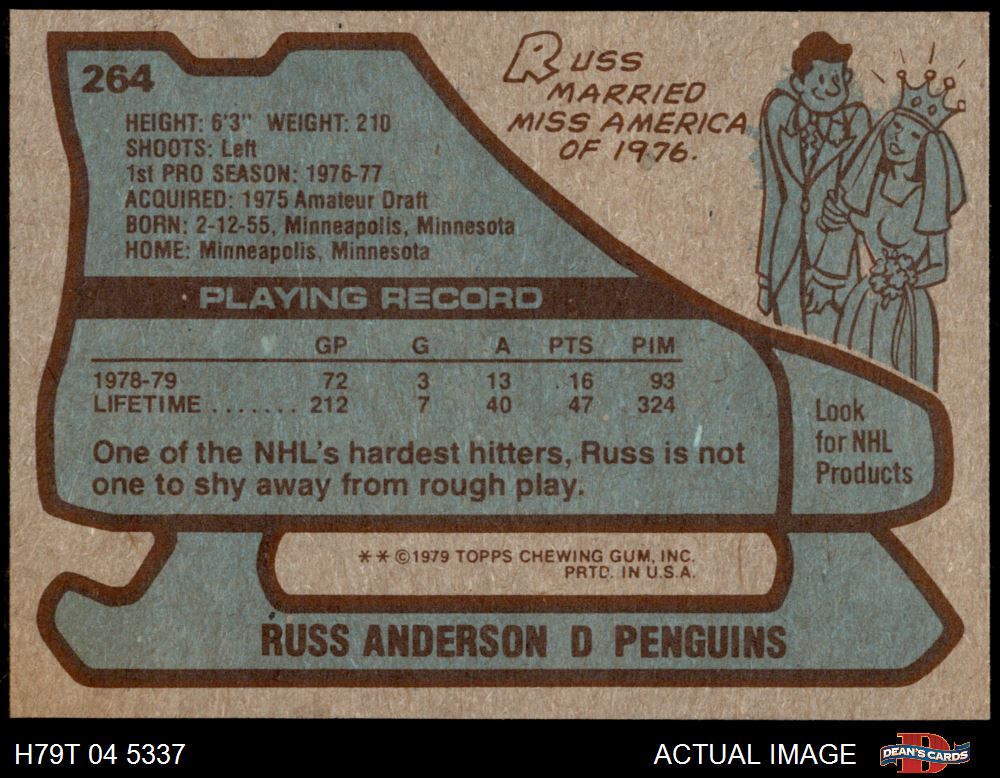 264
HEIGHT: 6'3" WEIGHT: 210
SHOOTS: Left
1st PRO SEASON: 1976-77
ACQUIRED: 1975 Amateur Draft
BORN: 2-12-55, Minneapolis, Minnesota
HOME: Minneapolis, Minnesota
RUSS
MARRIED
MISS AMERICA
OF 1976.
PLAYING RECORD
GP G A PTS PIM
1978-79 72 3 13 16 93
LIFETIME ....... 212 7 40 47 324
One of the NHL's hardest hitters, Russ is not
one to shy away from rough play.
Look
for NHL
Products
** ©1979 TOPPS CHEWING GUM, INC.
PRTD. IN U.S.A.
RUSS ANDERSON D PENGUINS
H79T 04 5337
ACTUAL IMAGE
DEAN'S CARDS